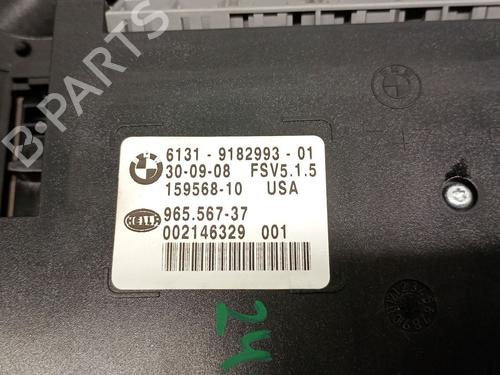 6131 - 9182993 - 01
30-09-08 FSV5.1.5
159568-10 USA
HELLA 965.567-37
002146329 001
24
B-PARTS